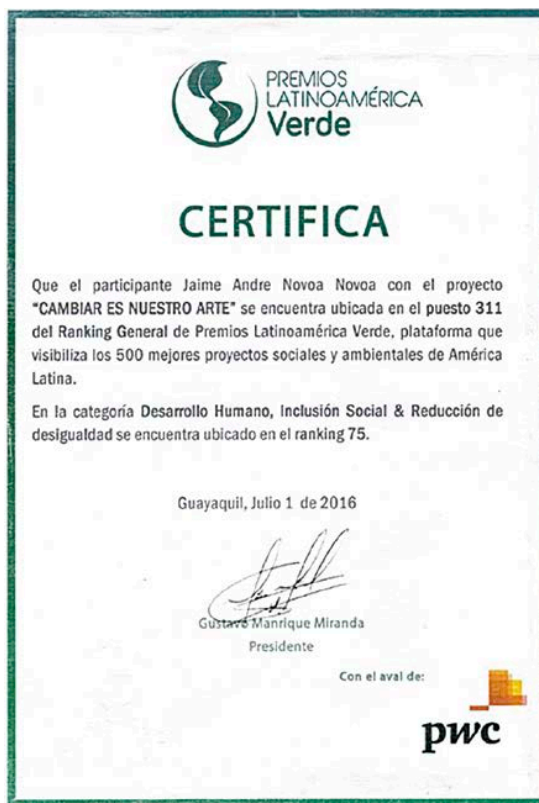 PREMIOS
LATINOAMÉRICA
Verde
CERTIFICA
Que el participante Jaime Andre Novoa Novoa con el proyecto
"CAMBIAR ES NUESTRO ARTE" se encuentra ubicada en el puesto 311
del Ranking General de Premios Latinoamérica Verde, plataforma que
visibiliza los 500 mejores proyectos sociales y ambientales de América
Latina.
En la categoría Desarrollo Humano, Inclusión Social & Reducción de
desigualdad se encuentra ubicado en el ranking 75.
Guayaquil, Julio 1 de 2016
Gustavo Manrique Miranda
Presidente
Con el aval de:
pwc